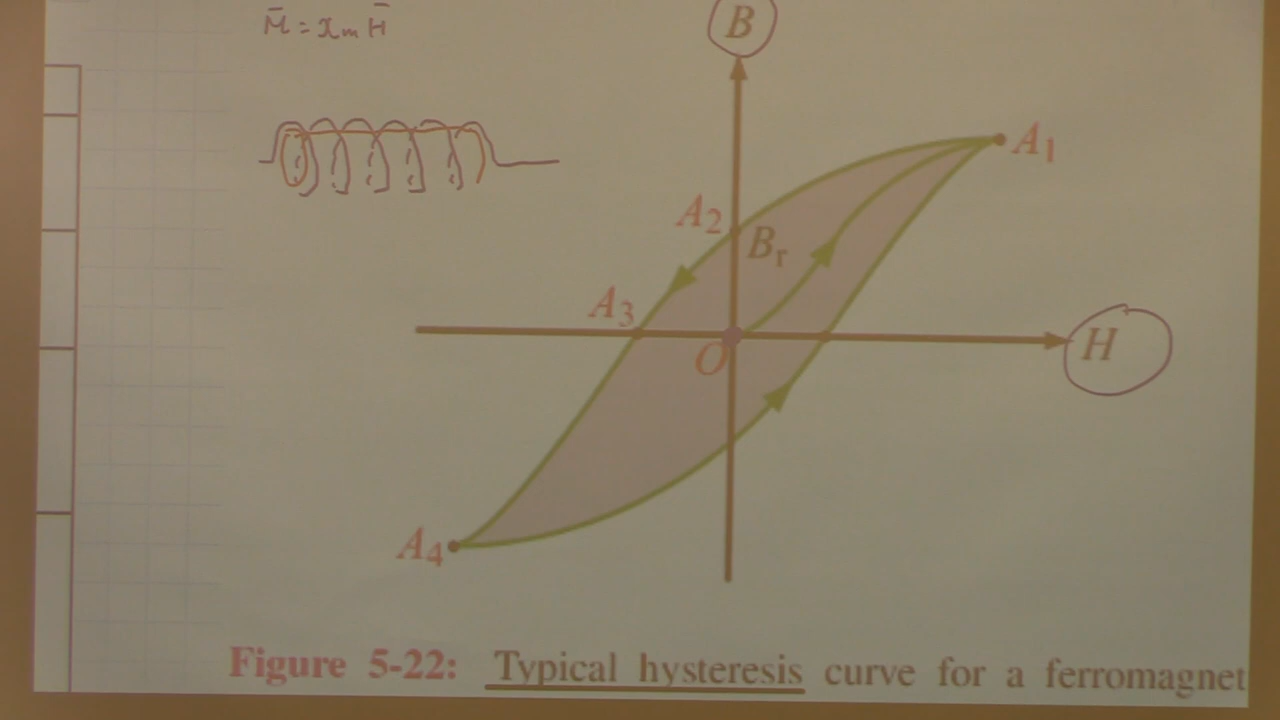 M̄ = χₘ H̄
B
A₁
A₂
Bᵣ
A₃
O
H
A₄
Figure 5-22: Typical hysteresis curve for a ferromagnet